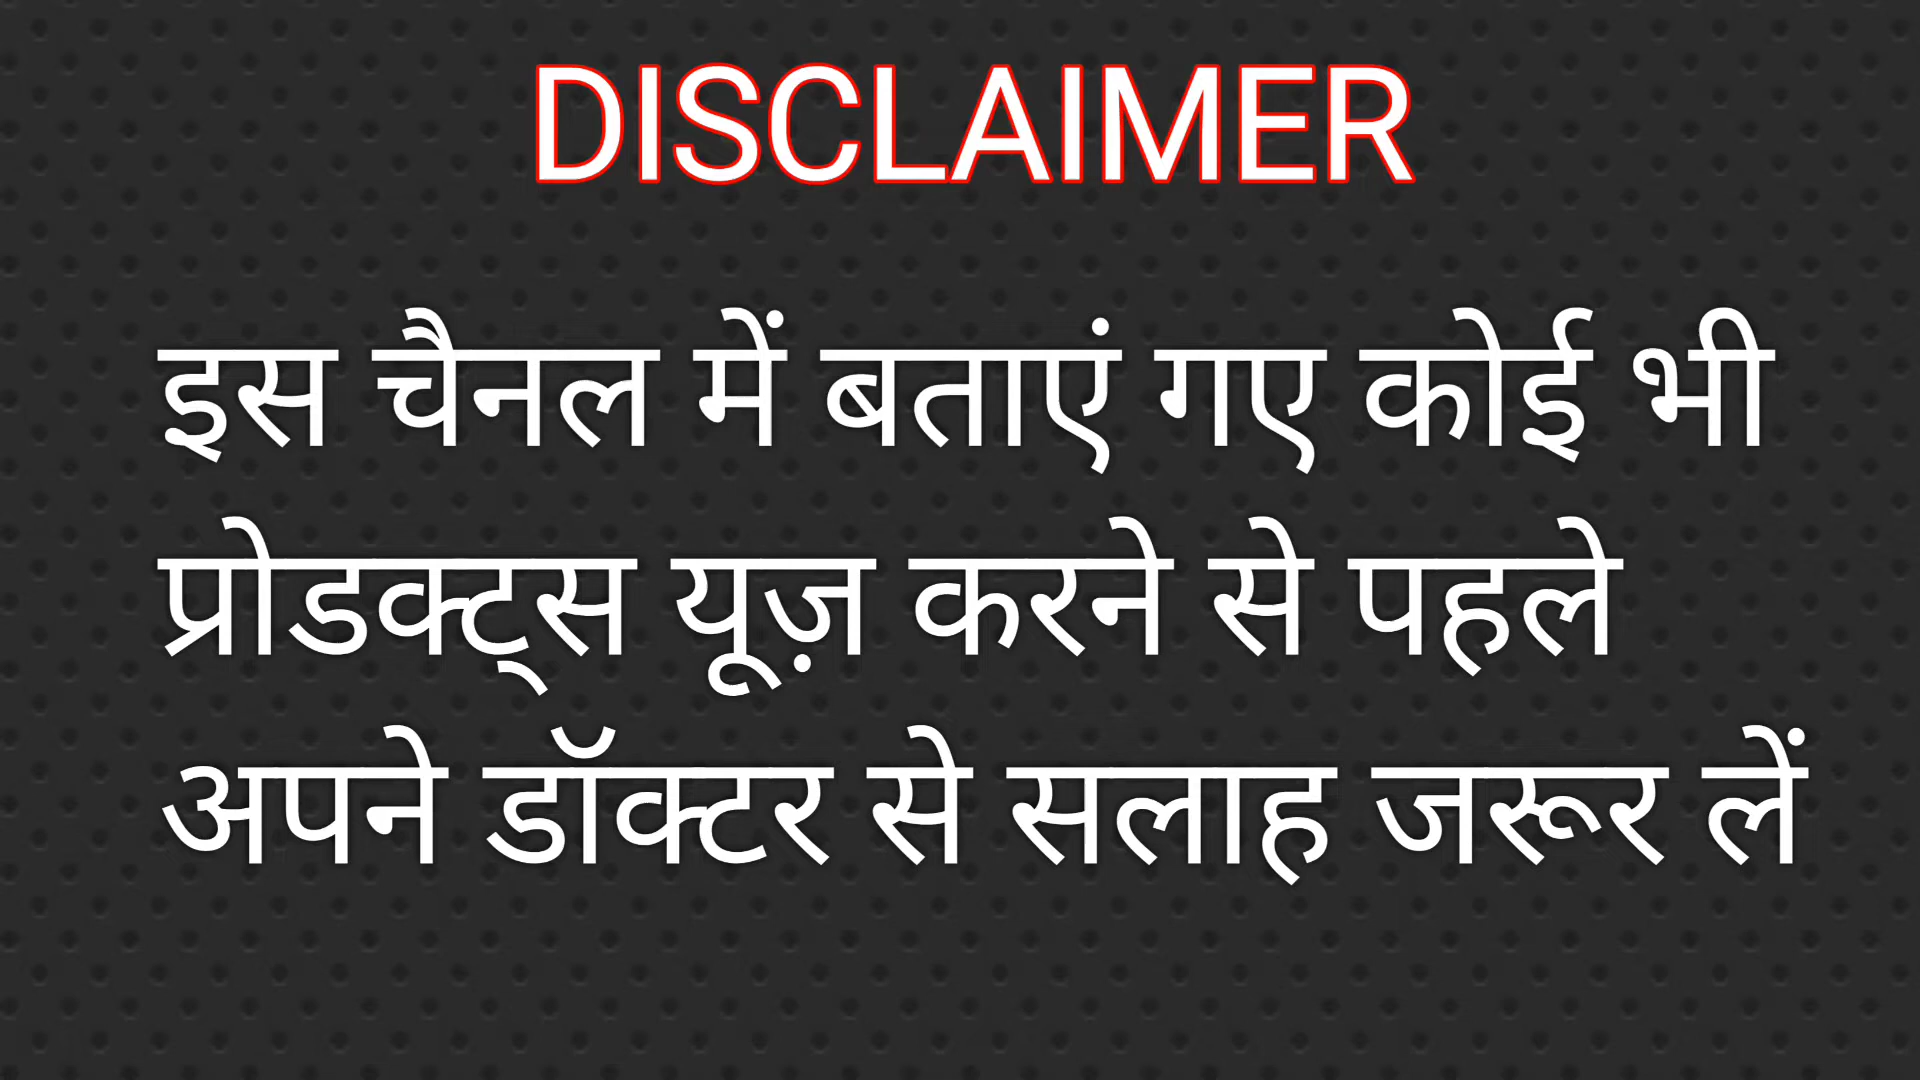 DISCLAIMER
इस चैनल में बताएं गए कोई भी
प्रोडक्ट्स यूज़ करने से पहले
अपने डॉक्टर से सलाह जरूर लें